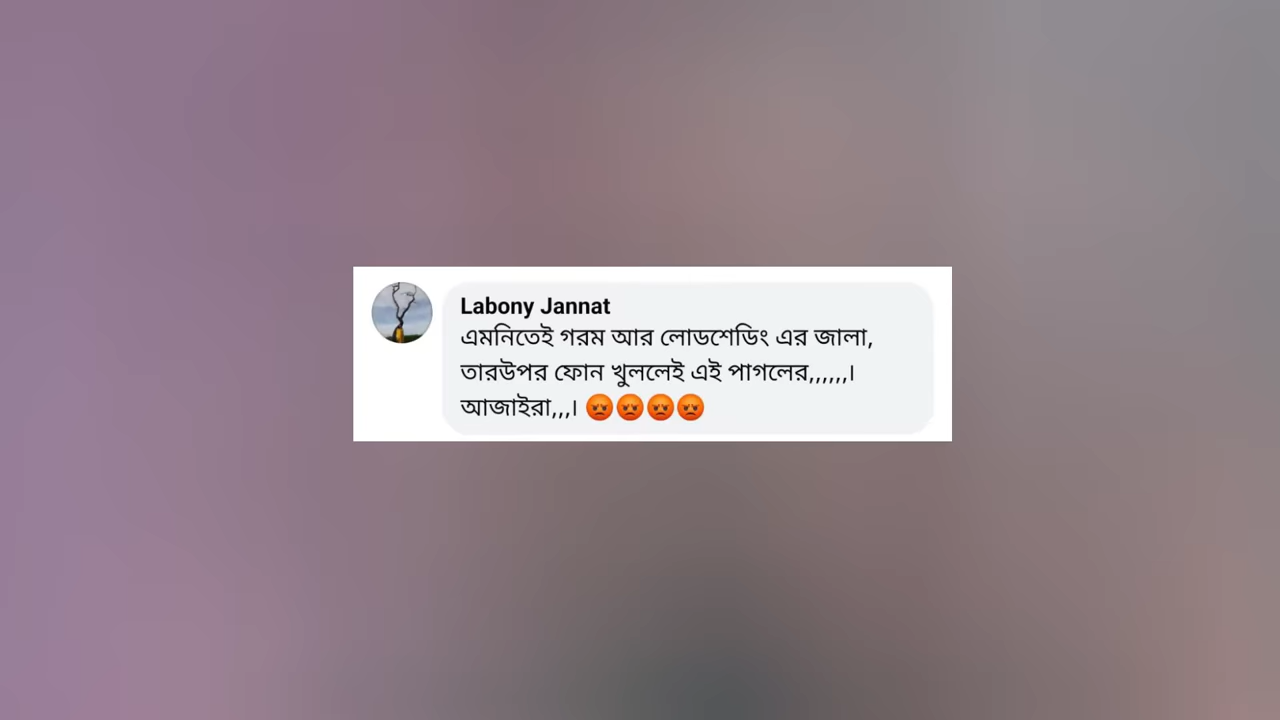 Labony Jannat
এমনিতেই গরম আর লোডশেডিং এর জালা,
তারউপর ফোন খুললেই এই পাগলের,,,,,,।
আজাইরা,,,। 😡😡😡😡